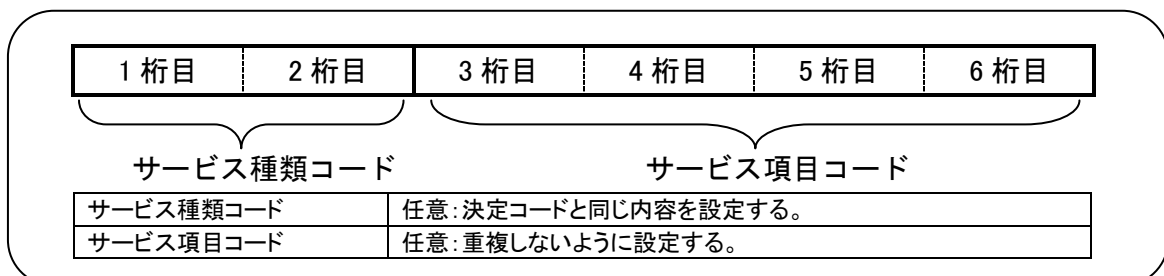 1 桁目 2 桁目 3 桁目 4 桁目 5 桁目 6 桁目
サービス種類コード サービス項目コード
サービス種類コード 任意：決定コードと同じ内容を設定する。
サービス項目コード 任意：重複しないように設定する。